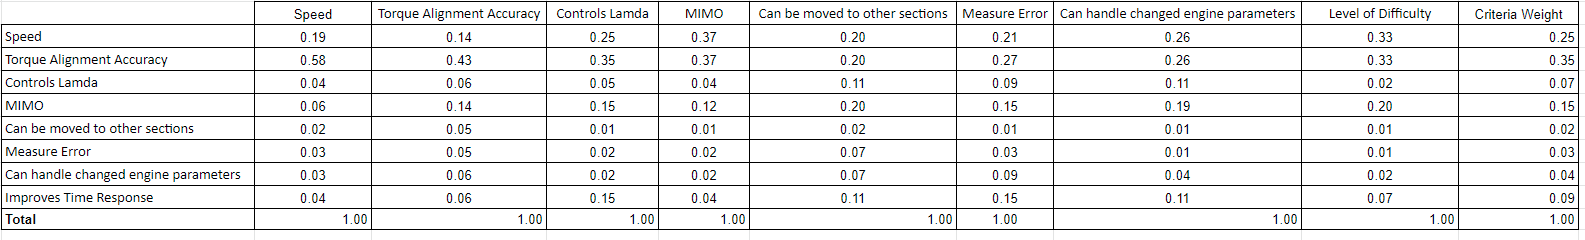 Speed Torque Alignment Accuracy Controls Lamda MIMO Can be moved to other sections Measure Error Can handle changed engine parameters Level of Difficulty Criteria Weight
Speed 0.19 0.14 0.25 0.37 0.20 0.21 0.26 0.33 0.25
Torque Alignment Accuracy 0.58 0.43 0.35 0.37 0.20 0.27 0.26 0.33 0.35
Controls Lamda 0.04 0.06 0.05 0.04 0.11 0.09 0.11 0.02 0.07
MIMO 0.06 0.14 0.15 0.12 0.20 0.15 0.19 0.20 0.15
Can be moved to other sections 0.02 0.05 0.01 0.01 0.02 0.01 0.01 0.01 0.02
Measure Error 0.03 0.05 0.02 0.02 0.07 0.03 0.01 0.01 0.03
Can handle changed engine parameters 0.03 0.06 0.02 0.02 0.07 0.09 0.04 0.02 0.04
Improves Time Response 0.04 0.06 0.15 0.04 0.11 0.15 0.11 0.07 0.09
Total 1.00 1.00 1.00 1.00 1.00 1.00 1.00 1.00 1.00